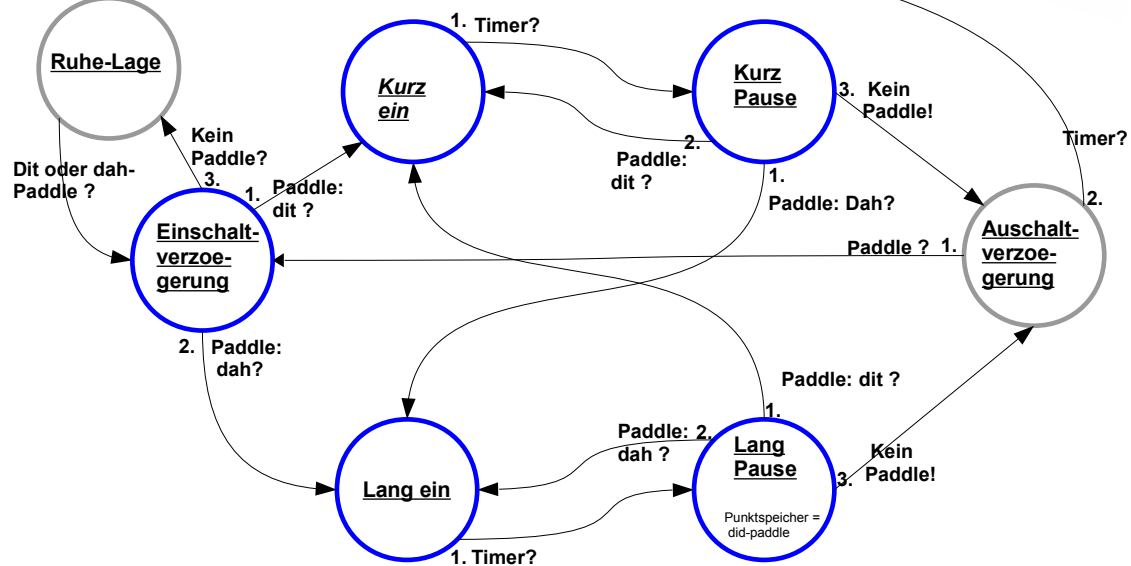 Ruhe-Lage
Dit oder dah-
Paddle ?
Kein
Paddle?
3.
1.
Paddle:
dit ?
Einschalt-
verzoe-
gerung
2.
Paddle:
dah?
Kurz
ein
1.
Timer?
Kurz
Pause
2.
Paddle:
dit ?
1.
Paddle: Dah?
3.
Kein
Paddle!
Timer?
2.
Auschalt-
verzoe-
gerung
Paddle ?
1.
Lang ein
1. Timer?
Paddle:
dah ?
2.
Paddle: dit ?
1.
Lang
Pause
Punktspeicher =
did-paddle
3.
Kein
Paddle!